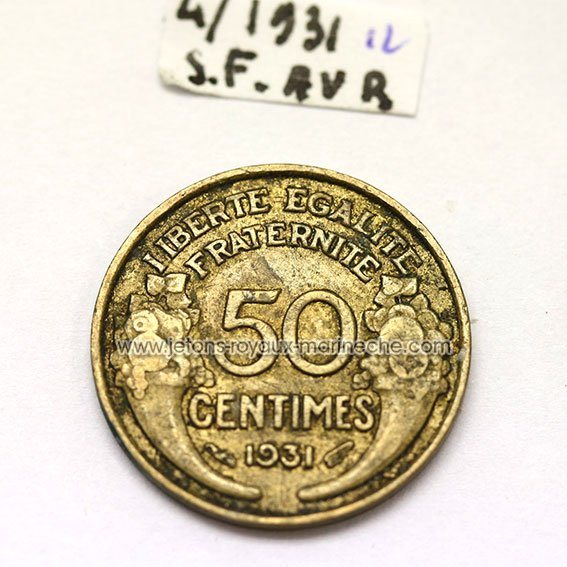 4/1931 12
S.F. AVR
LIBERTE EGALITE
FRATERNITE
50
www.jetons-royaux-marineche.com
CENTIMES
1931